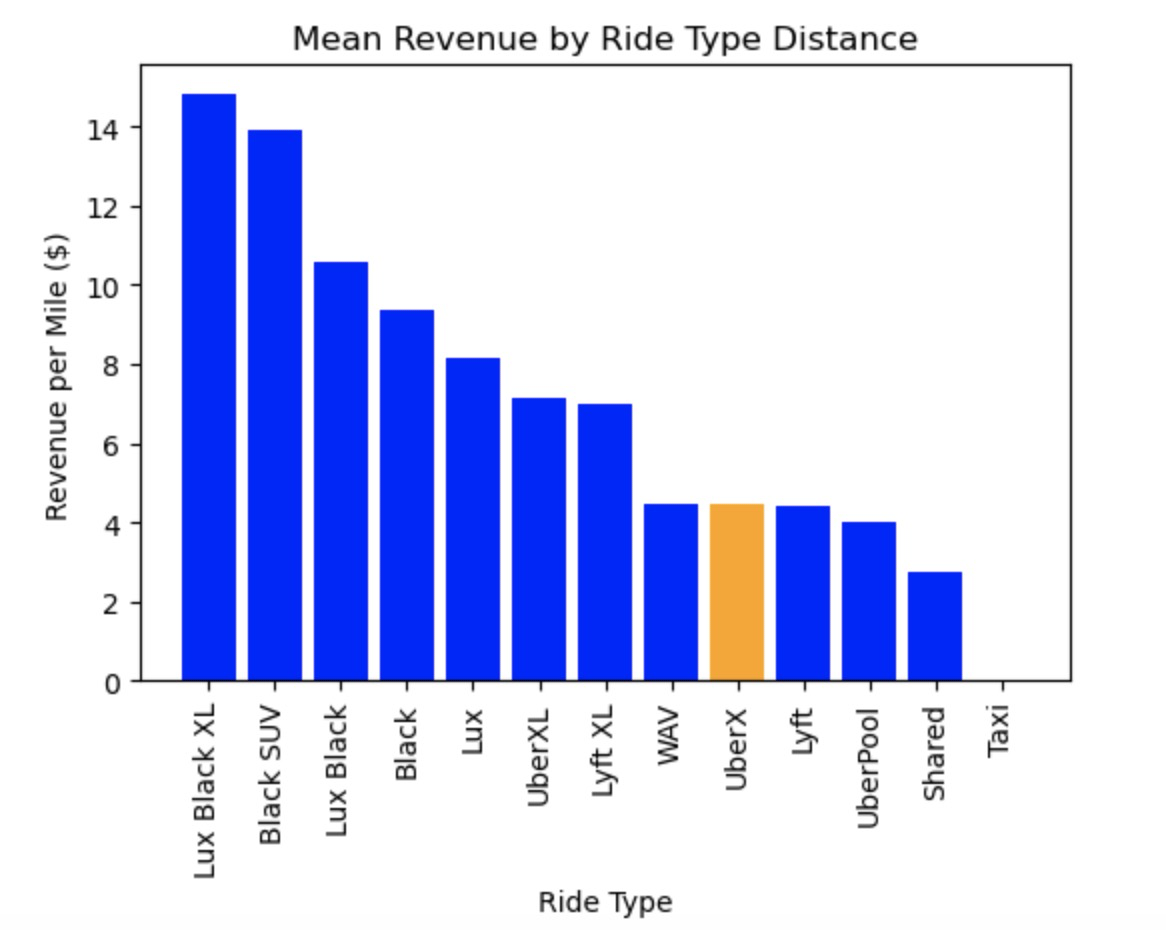 Mean Revenue by Ride Type Distance
Revenue per Mile ($)
14
12
10
8
6
4
2
0
Lux Black XL
Black SUV
Lux Black
Black
Lux
UberXL
Lyft XL
WAV
UberX
Lyft
UberPool
Shared
Taxi
Ride Type